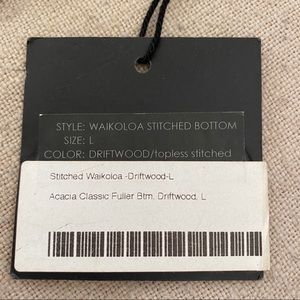 STYLE: WAIKOLOA STITCHED BOTTOM
SIZE: L
COLOR: DRIFTWOOD/topless stitched
Stitched Waikoloa -Driftwood-L
Acacia Classic Fuller Btm, Driftwood, L